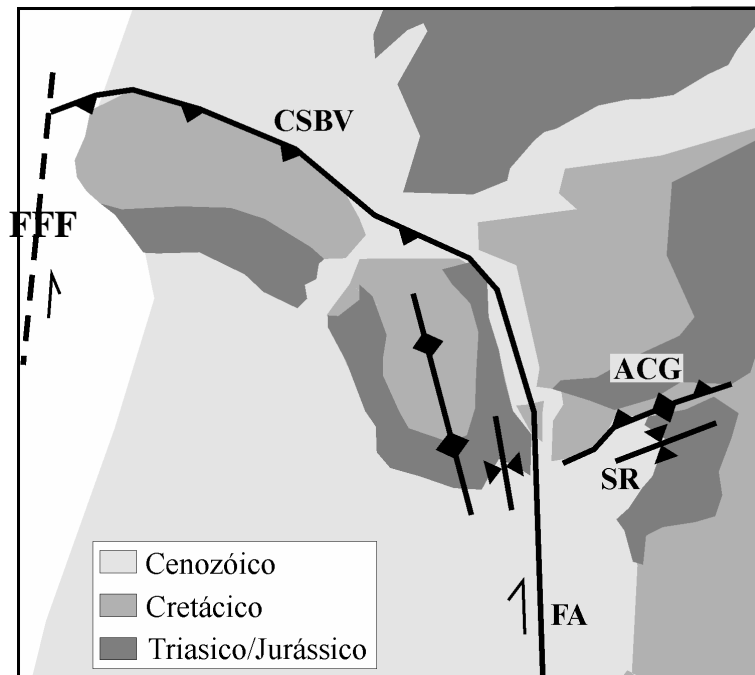 CSBV
FFF
ACG
SR
FA
Cenozóico
Cretácico
Triasico/Jurássico